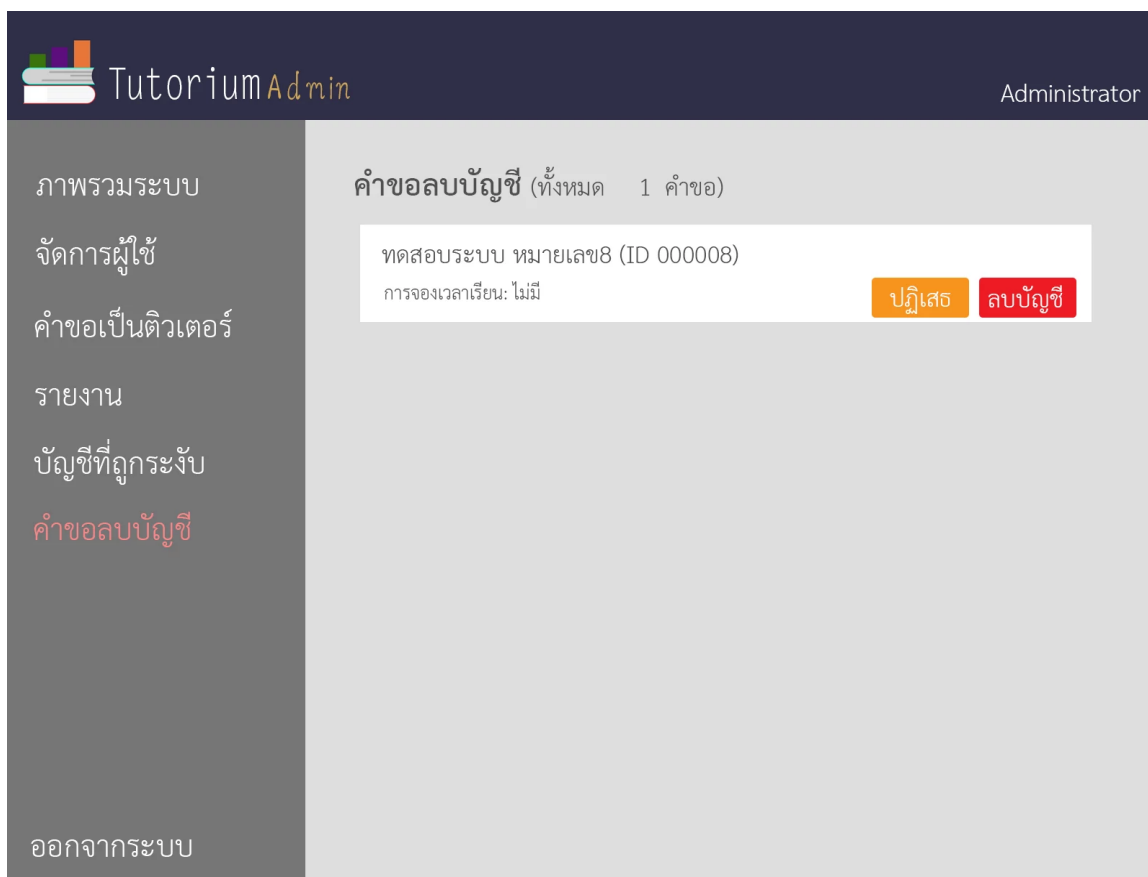 TutoriumAdmin
Administrator
ภาพรวมระบบ
จัดการผู้ใช้
คำขอเป็นติวเตอร์
รายงาน
บัญชีที่ถูกระงับ
คำขอลบบัญชี
ออกจากระบบ
คำขอลบบัญชี (ทั้งหมด 1 คำขอ)
ทดสอบระบบ หมายเลข8 (ID 000008)
การจองเวลาเรียน: ไม่มี
ปฏิเสธ ลบบัญชี